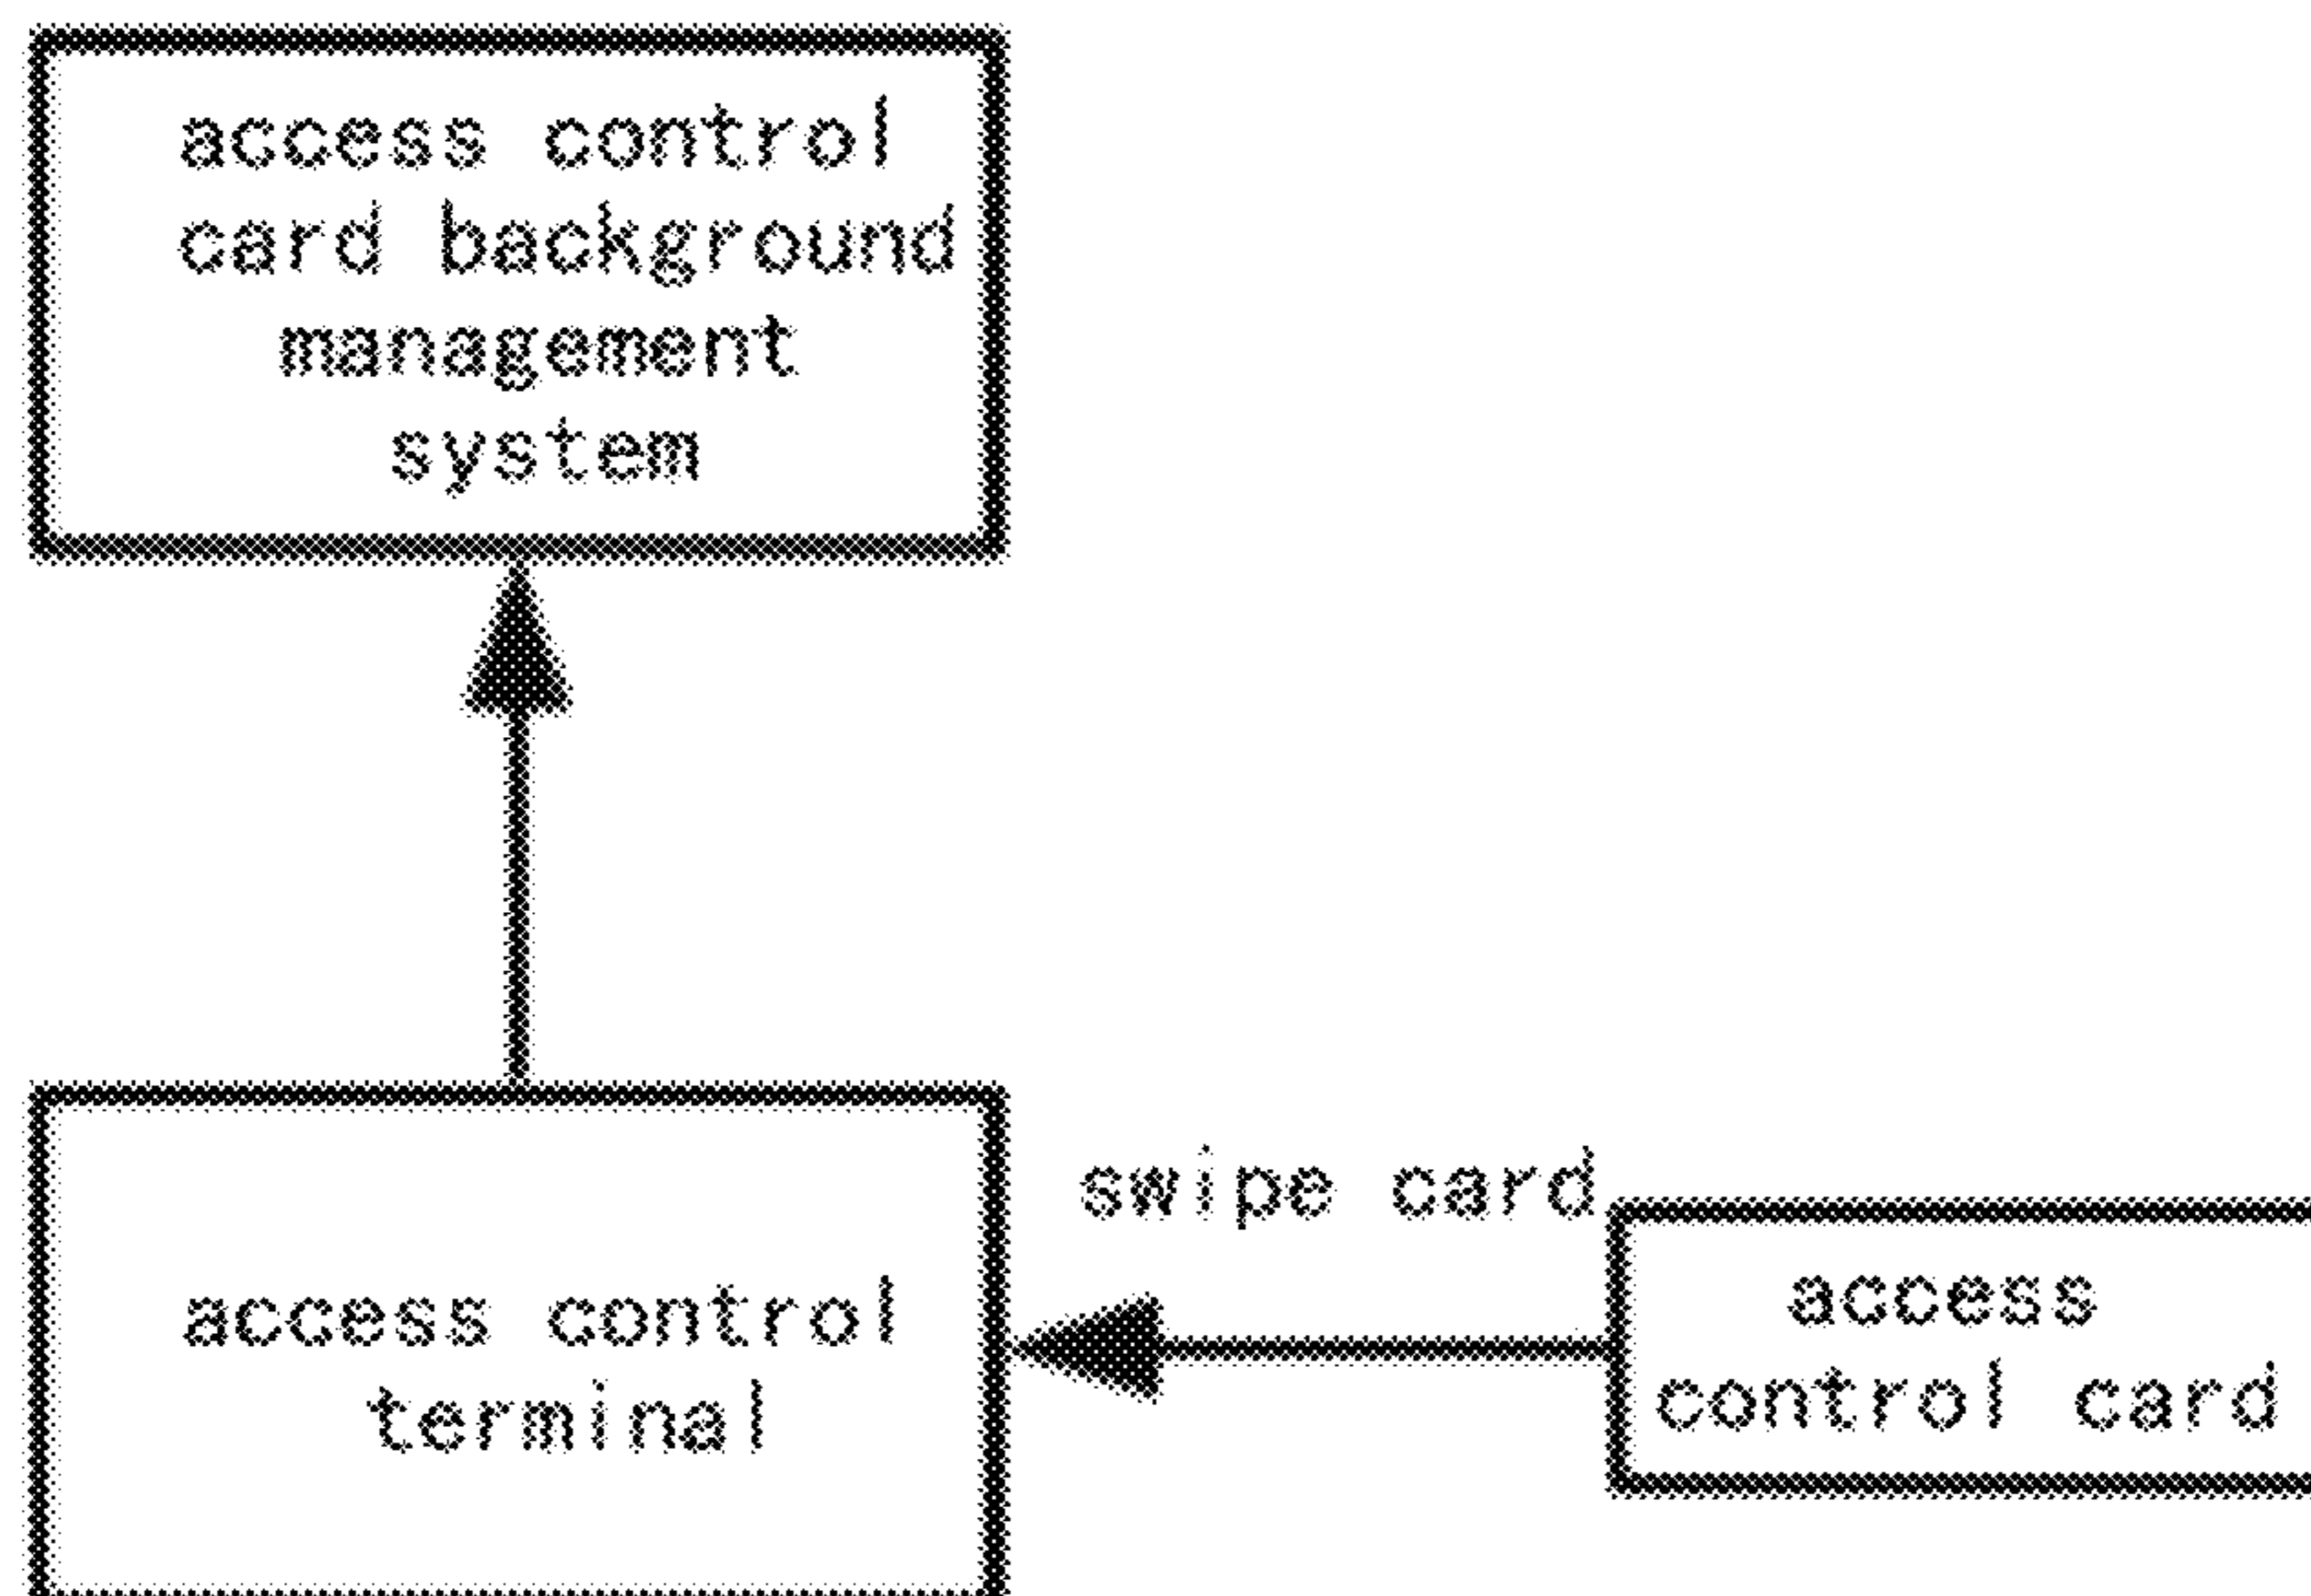 access control
card background
management
system
swipe card
access control
terminal
access
control card